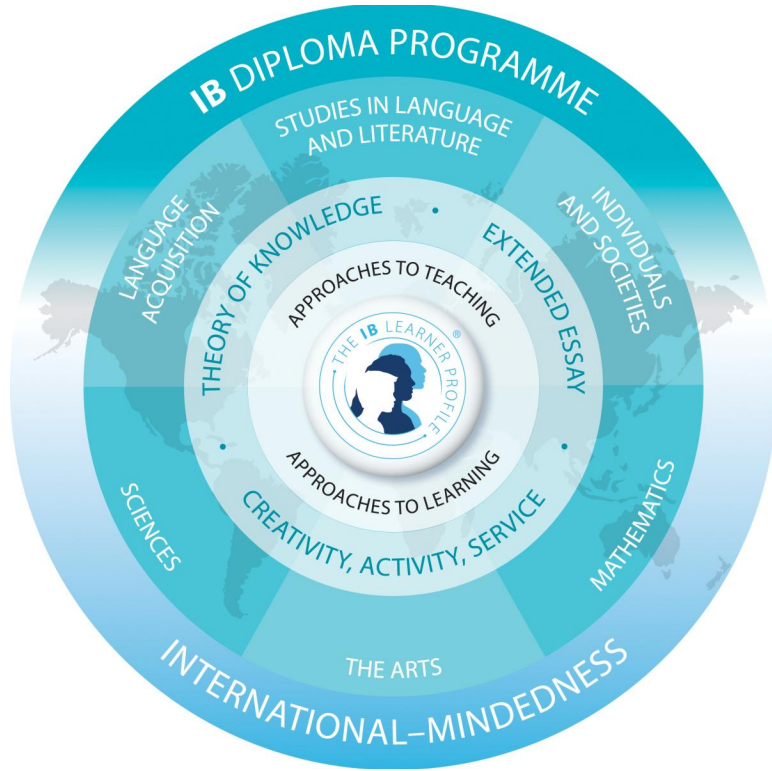 IB DIPLOMA PROGRAMME
STUDIES IN LANGUAGE
AND LITERATURE
LANGUAGE
ACQUISITION
INDIVIDUALS
AND SOCIETIES
THEORY OF KNOWLEDGE
·
EXTENDED ESSAY
APPROACHES TO TEACHING
THE IB LEARNER PROFILE
®
APPROACHES TO LEARNING
·
CREATIVITY, ACTIVITY, SERVICE
·
SCIENCES
MATHEMATICS
THE ARTS
INTERNATIONAL–MINDEDNESS